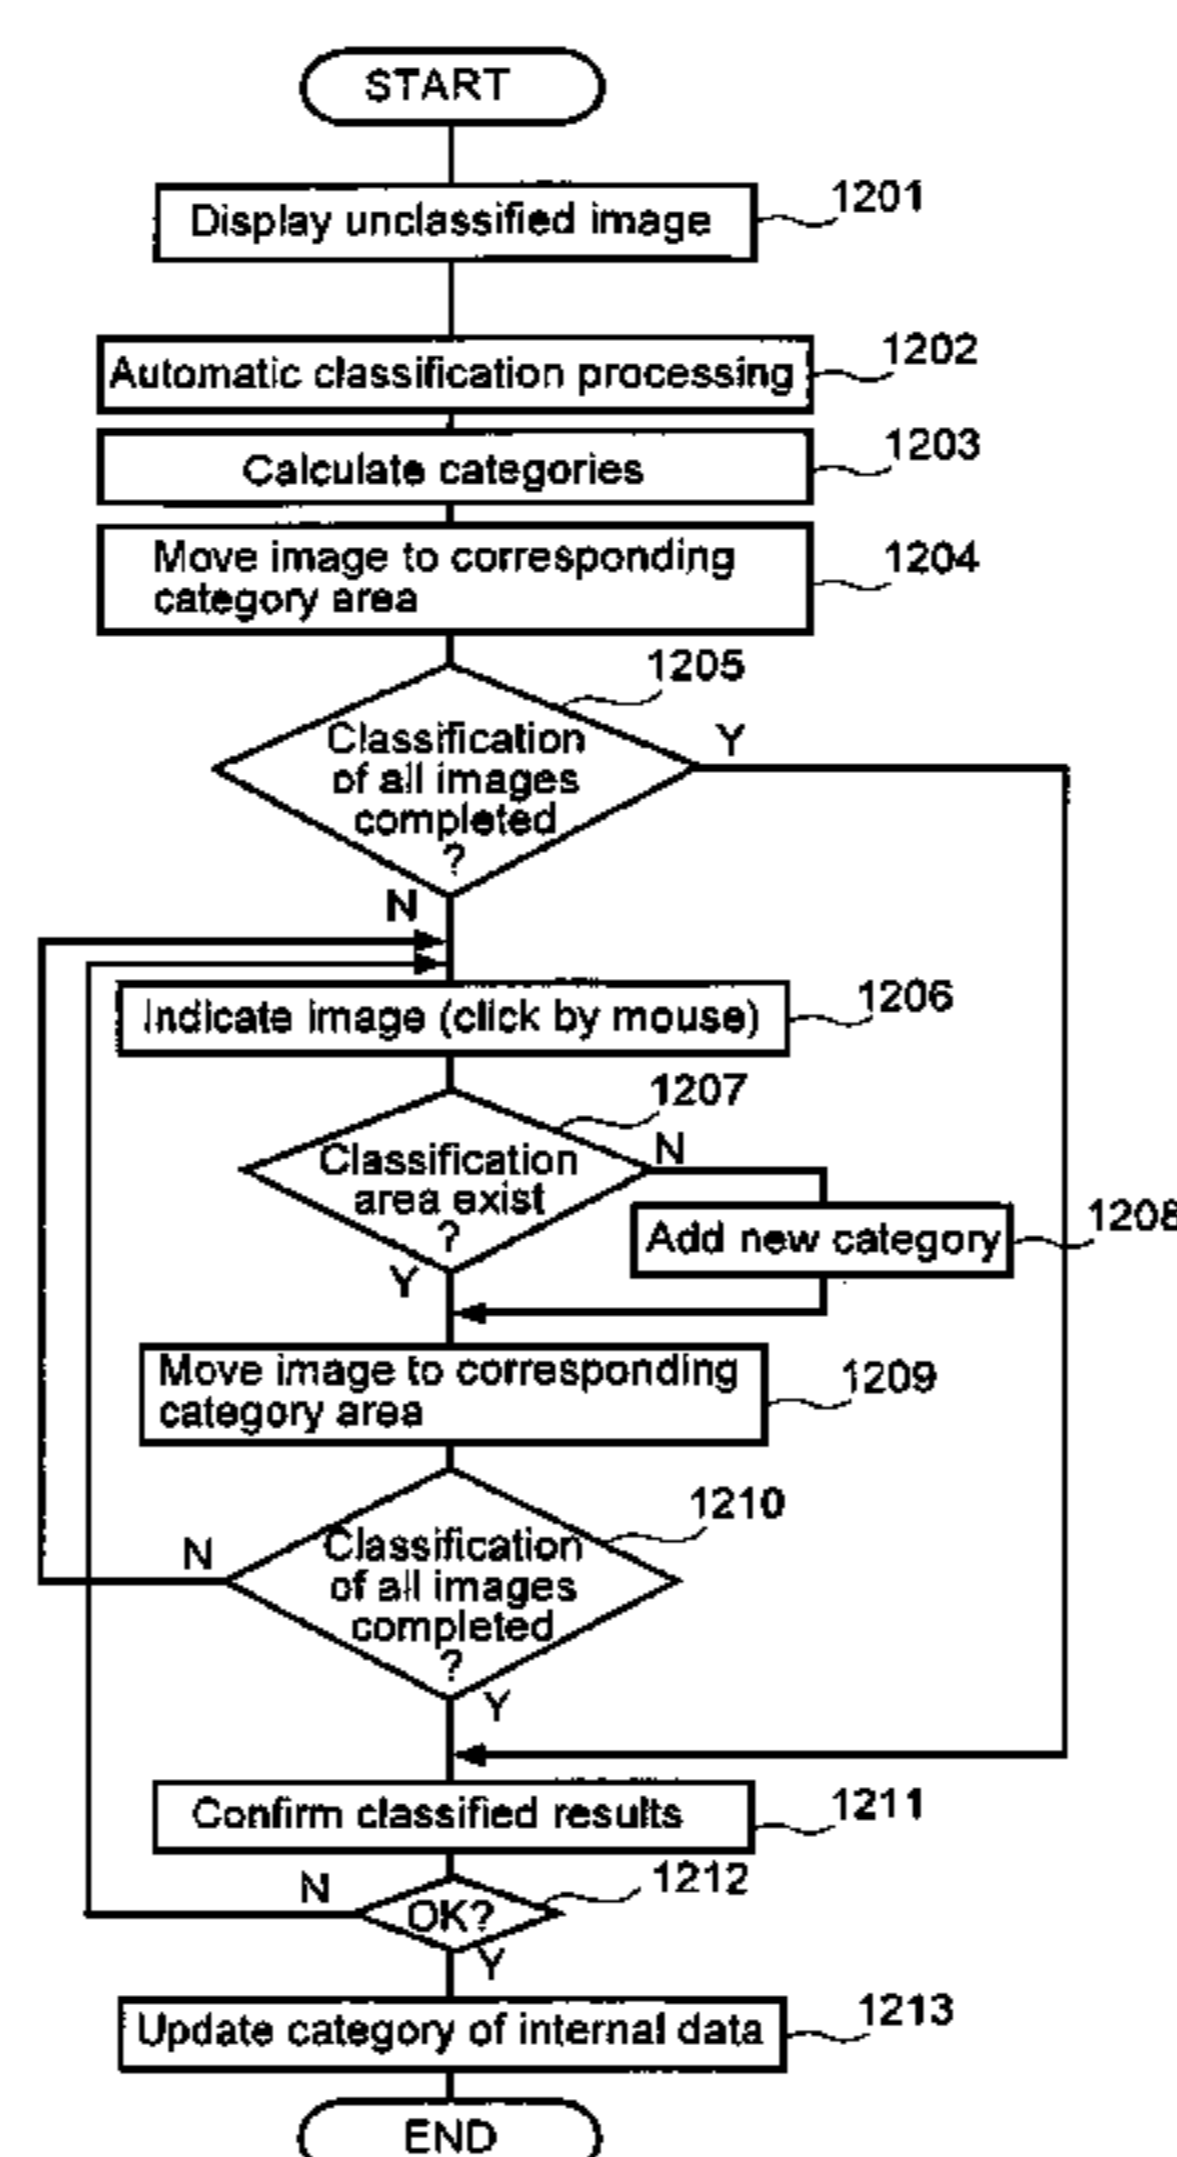 START
Display unclassified image
1201
Automatic classification processing
1202
Calculate categories
1203
Move image to corresponding
category area
1204
1205
Classification
of all images
completed
?
Y
N
Indicate image (click by mouse)
1206
1207
Classification
area exist
?
N
Y
Add new category
1208
Move image to corresponding
category area
1209
1210
Classification
of all images
completed
?
N
Y
Confirm classified results
1211
1212
OK?
N
Y
Update category of internal data
1213
END